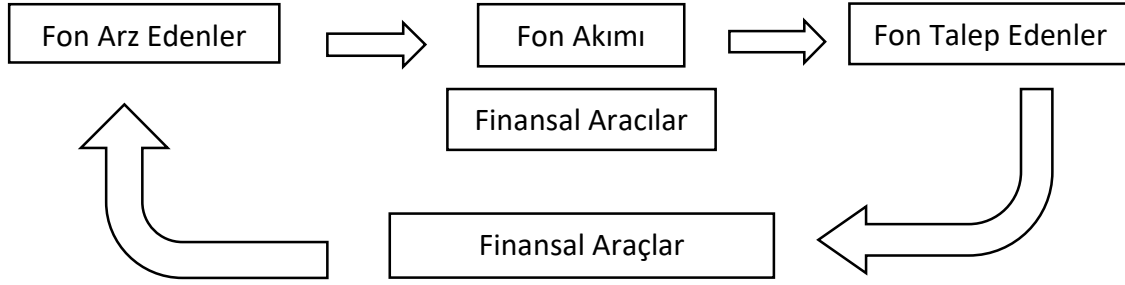 Fon Arz Edenler
Fon Akımı
Fon Talep Edenler
Finansal Aracılar
Finansal Araçlar